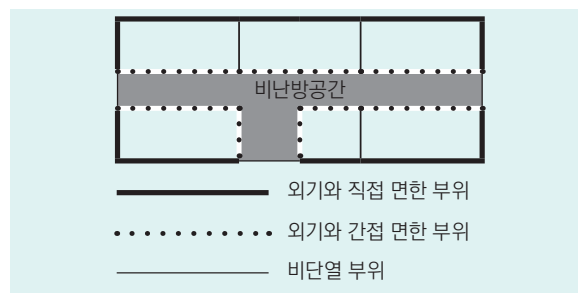 비난방공간
외기와 직접 면한 부위
외기와 간접 면한 부위
비단열 부위